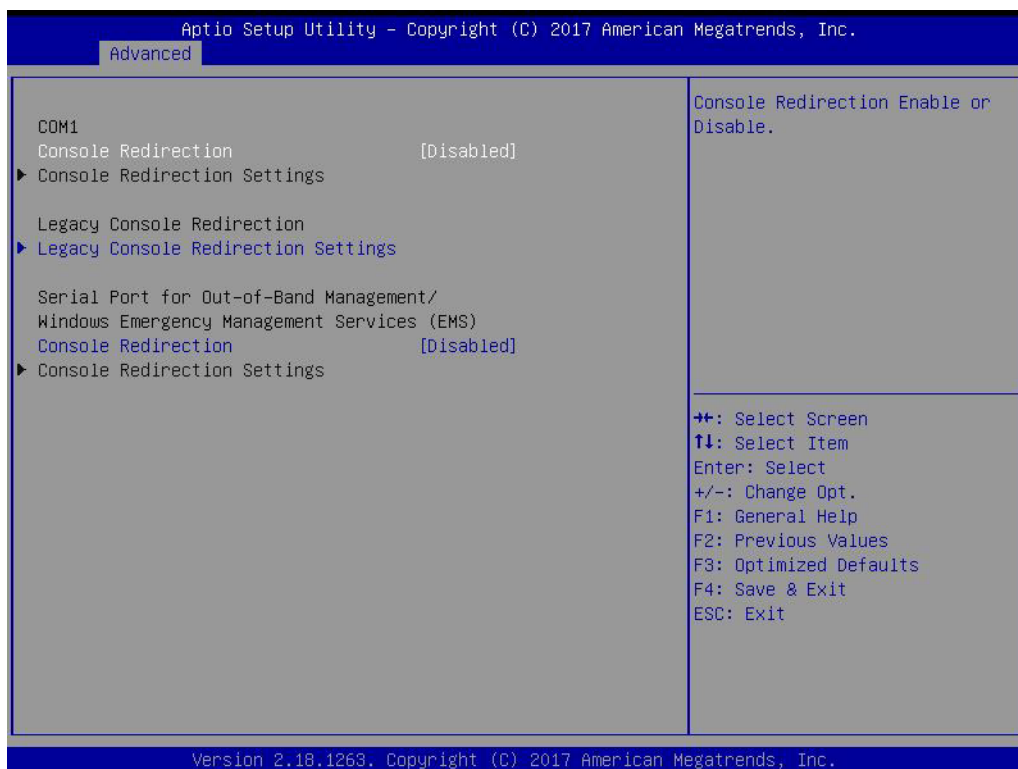 Aptio Setup Utility – Copyright (C) 2017 American Megatrends, Inc.
Advanced
COM1
Console Redirection [Disabled]
▶ Console Redirection Settings
Legacy Console Redirection
▶ Legacy Console Redirection Settings
Serial Port for Out-of-Band Management/
Windows Emergency Management Services (EMS)
Console Redirection [Disabled]
▶ Console Redirection Settings
Console Redirection Enable or
Disable.
→←: Select Screen
↑↓: Select Item
Enter: Select
+/-: Change Opt.
F1: General Help
F2: Previous Values
F3: Optimized Defaults
F4: Save & Exit
ESC: Exit
Version 2.18.1263. Copyright (C) 2017 American Megatrends, Inc.